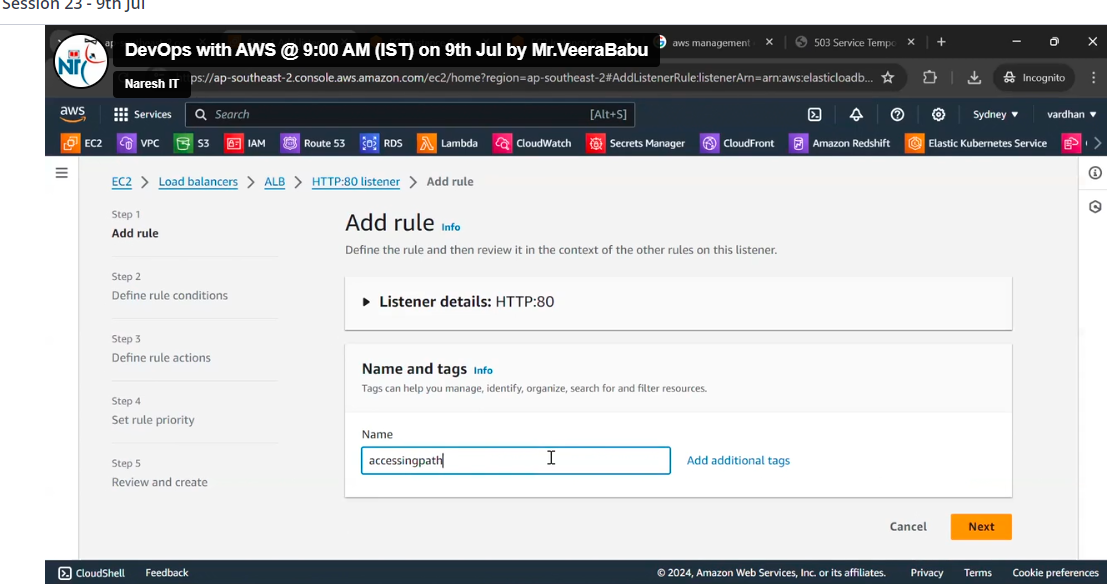 Session 23 - 9th Jul
DevOps with AWS @ 9:00 AM (IST) on 9th Jul by Mr.VeeraBabu
Naresh IT
NiT
aws management
503 Service Tempo
ps://ap-southeast-2.console.aws.amazon.com/ec2/home?region=ap-southeast-2#AddListenerRule:listenerArn=arn:aws:elasticloadb...
Incognito
aws
Services
Search
[Alt+S]
Sydney
vardhan
EC2
VPC
S3
IAM
Route 53
RDS
Lambda
CloudWatch
Secrets Manager
CloudFront
Amazon Redshift
Elastic Kubernetes Service
EC2 > Load balancers > ALB > HTTP:80 listener > Add rule
Step 1
Add rule
Step 2
Define rule conditions
Step 3
Define rule actions
Step 4
Set rule priority
Step 5
Review and create
Add rule Info
Define the rule and then review it in the context of the other rules on this listener.
Listener details: HTTP:80
Name and tags Info
Tags can help you manage, identify, organize, search for and filter resources.
Name
accessingpath
Add additional tags
Cancel
Next
CloudShell
Feedback
© 2024, Amazon Web Services, Inc. or its affiliates.
Privacy
Terms
Cookie preferences